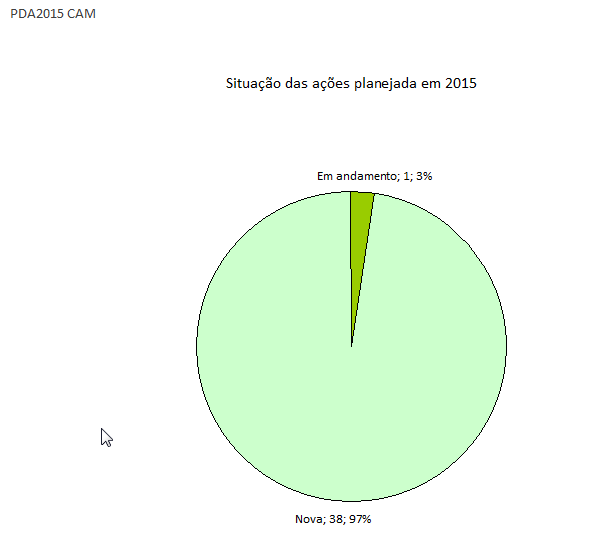 PDA2015 CAM
Situação das ações planejada em 2015
Em andamento; 1; 3%
Nova; 38; 97%